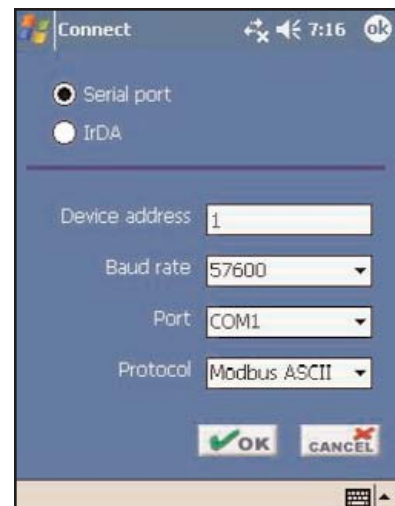 Connect 7:16 ok
Serial port
IrDA
Device address 1
Baud rate 57600
Port COM1
Protocol Modbus ASCII
OK CANCEL